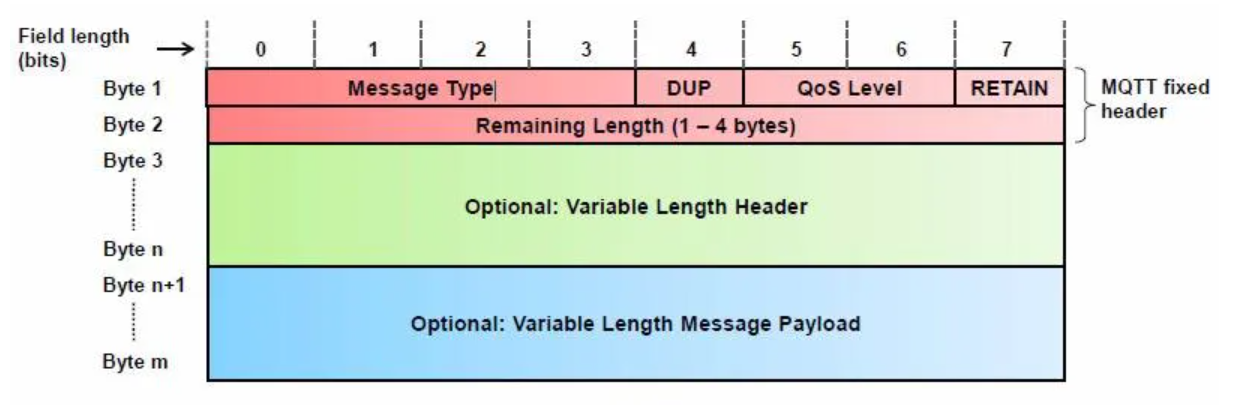 Field length
(bits)
0 1 2 3 4 5 6 7
Byte 1 Message Type DUP QoS Level RETAIN
MQTT fixed
header
Byte 2 Remaining Length (1 – 4 bytes)
Byte 3
Optional: Variable Length Header
Byte n
Byte n+1
Optional: Variable Length Message Payload
Byte m